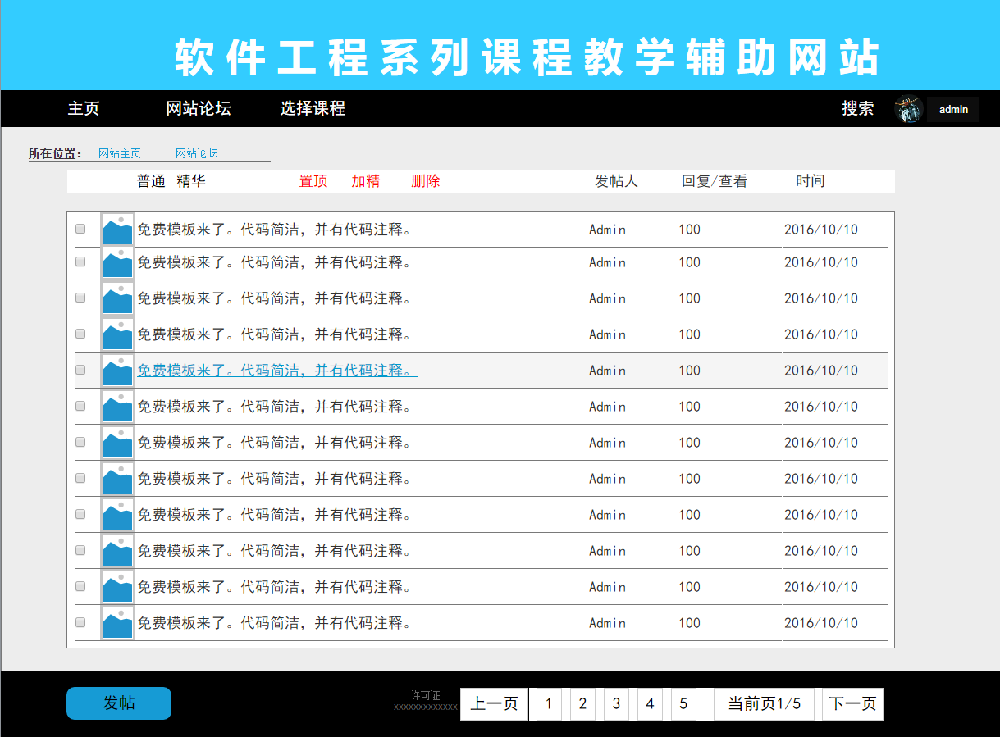 软件工程系列课程教学辅助网站
主页 网站论坛 选择课程 搜索 admin
所在位置： 网站主页 网站论坛
普通 精华 置顶 加精 删除 发帖人 回复/查看 时间
免费模板来了。代码简洁，并有代码注释。 Admin 100 2016/10/10
免费模板来了。代码简洁，并有代码注释。 Admin 100 2016/10/10
免费模板来了。代码简洁，并有代码注释。 Admin 100 2016/10/10
免费模板来了。代码简洁，并有代码注释。 Admin 100 2016/10/10
免费模板来了。代码简洁，并有代码注释。 Admin 100 2016/10/10
免费模板来了。代码简洁，并有代码注释。 Admin 100 2016/10/10
免费模板来了。代码简洁，并有代码注释。 Admin 100 2016/10/10
免费模板来了。代码简洁，并有代码注释。 Admin 100 2016/10/10
免费模板来了。代码简洁，并有代码注释。 Admin 100 2016/10/10
免费模板来了。代码简洁，并有代码注释。 Admin 100 2016/10/10
免费模板来了。代码简洁，并有代码注释。 Admin 100 2016/10/10
免费模板来了。代码简洁，并有代码注释。 Admin 100 2016/10/10
发帖
许可证
xxxxxxxxxxxxx
上一页 1 2 3 4 5 当前页1/5 下一页